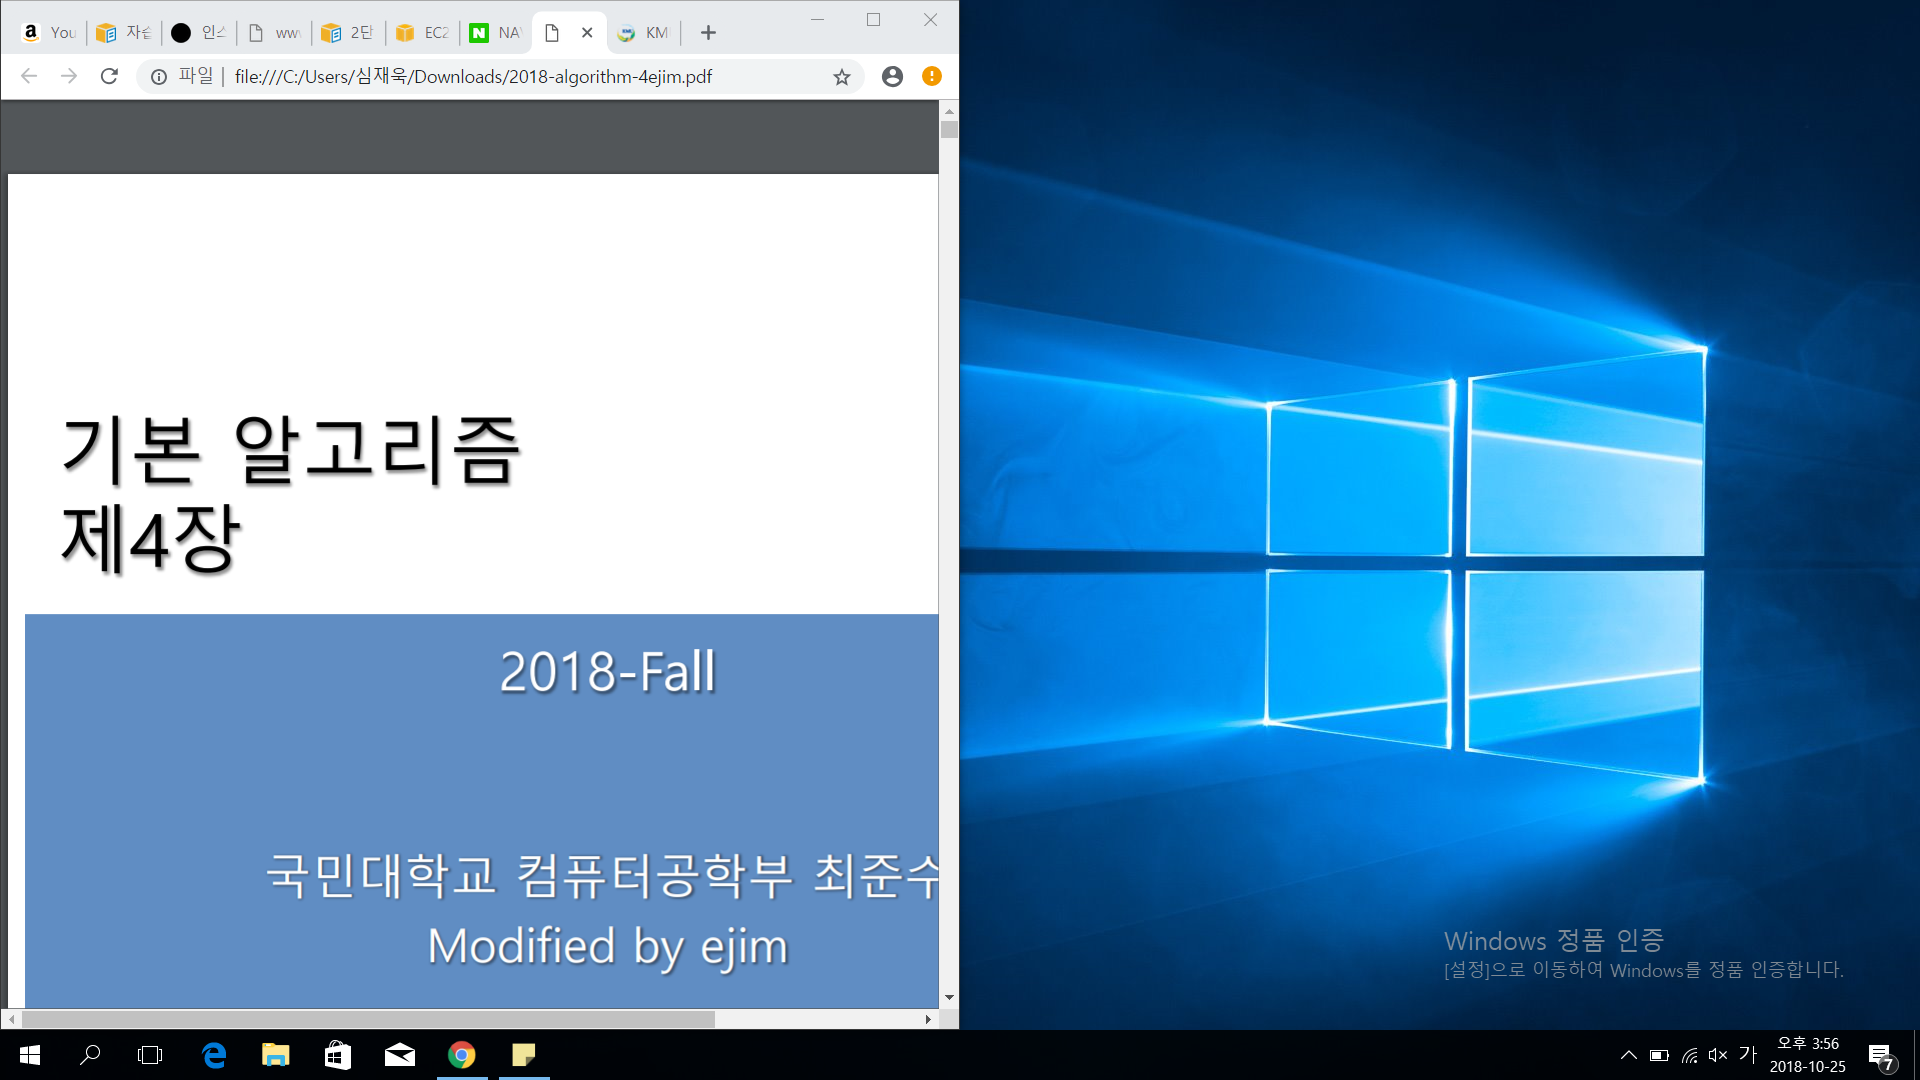 You
자습
인스
www
2단
EC2
NAV
KM
파일 | file:///C:/Users/심재욱/Downloads/2018-algorithm-4ejim.pdf
기본 알고리즘
제4장
2018-Fall
국민대학교 컴퓨터공학부 최준수
Modified by ejim
Windows 정품 인증
[설정]으로 이동하여 Windows를 정품 인증합니다.
가
오후 3:56
2018-10-25
7